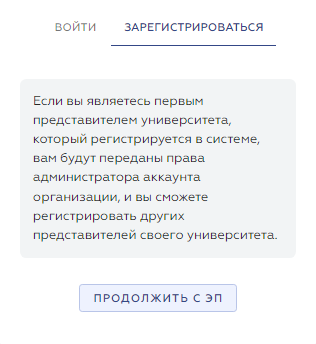 ВОЙТИ ЗАРЕГИСТРИРОВАТЬСЯ
Если вы являетесь первым
представителем университета,
который регистрируется в системе,
вам будут переданы права
администратора аккаунта
организации, и вы сможете
регистрировать других
представителей своего университета.
ПРОДОЛЖИТЬ С ЭП